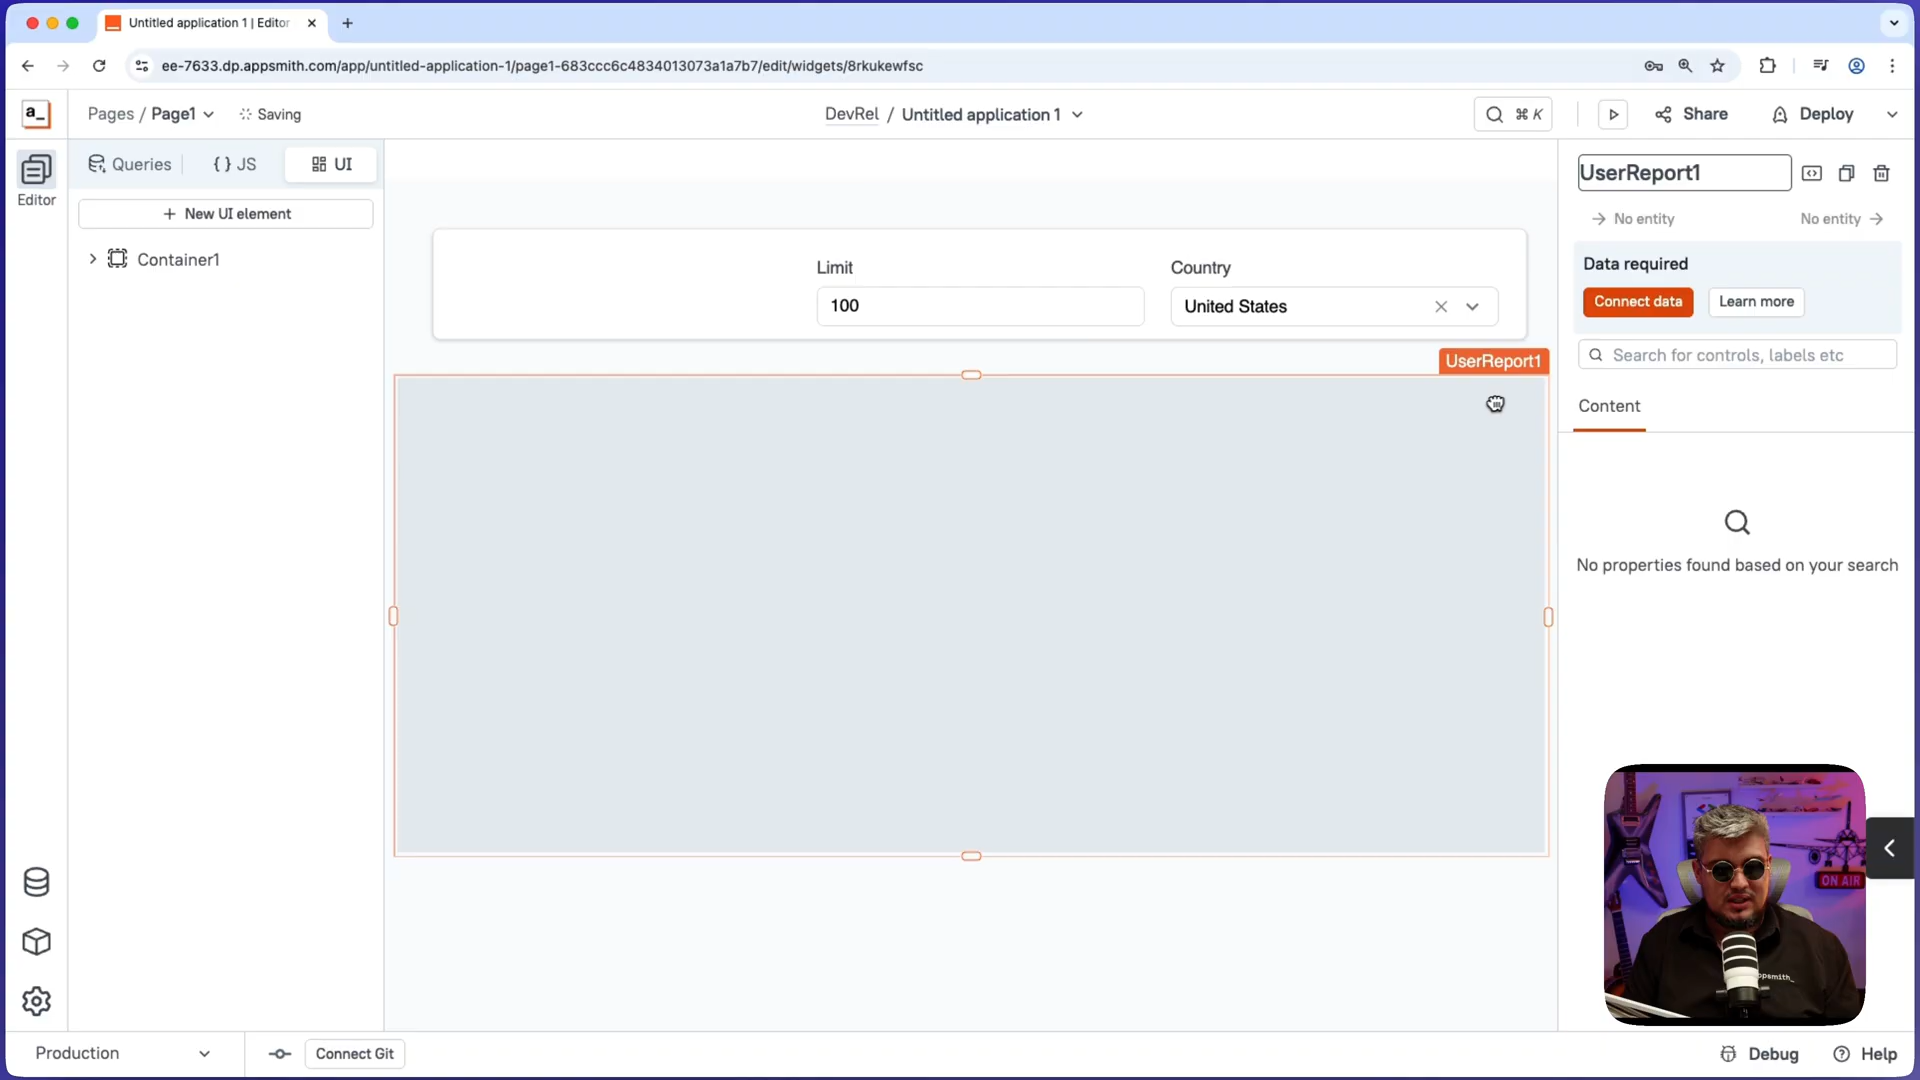 Untitled application 1 | Editor
ee-7633.dp.appsmith.com/app/untitled-application-1/page1-683ccc6c4834013073a1a7b7/edit/widgets/8rkukewfsc
a_
Pages / Page1
Saving
DevRel / Untitled application 1
⌘ K
Share
Deploy
Editor
Queries
{ } JS
UI
+ New UI element
Container1
Limit
100
Country
United States
UserReport1
UserReport1
No entity
No entity
Data required
Connect data
Learn more
Search for controls, labels etc
Content
No properties found based on your search
ON AIR
appsmith_
Production
Connect Git
Debug
Help